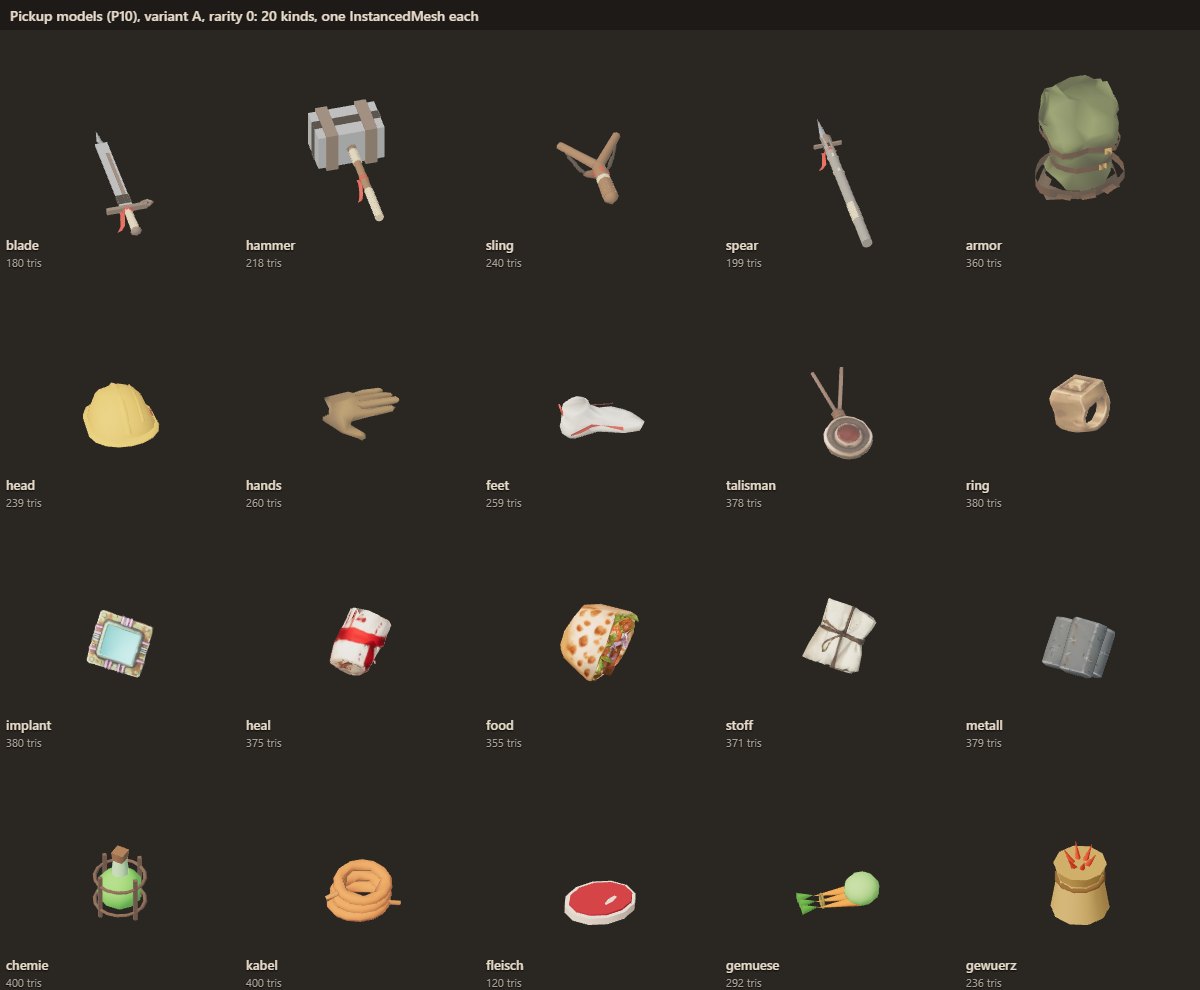 Pickup models (P10), variant A, rarity 0: 20 kinds, one InstancedMesh each
blade
180 tris
hammer
218 tris
sling
240 tris
spear
199 tris
armor
360 tris
head
239 tris
hands
260 tris
feet
259 tris
talisman
378 tris
ring
380 tris
implant
380 tris
heal
375 tris
food
355 tris
stoff
371 tris
metall
379 tris
chemie
400 tris
kabel
400 tris
fleisch
120 tris
gemuese
292 tris
gewuerz
236 tris